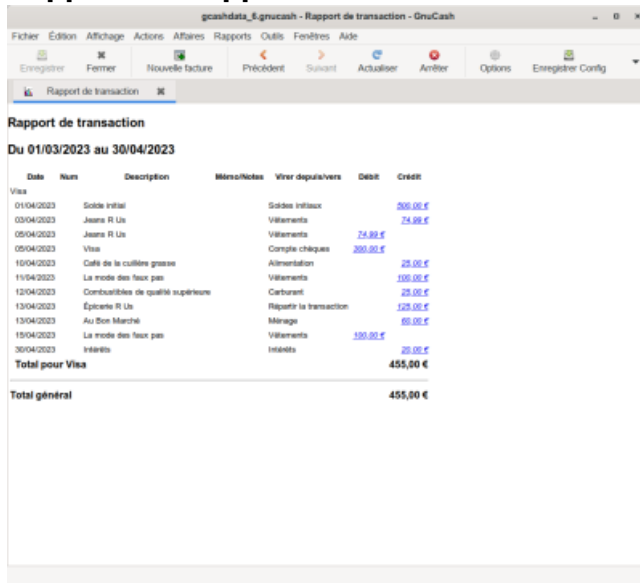 gcashdata_6.gnucash - Rapport de transaction - GnuCash
Fichier Édition Affichage Actions Affaires Rapports Outils Fenêtres Aide
Enregistrer Fermer Nouvelle facture Précédent Suivant Actualiser Arrêter Options Enregistrer Config
Rapport de transaction
Rapport de transaction
Du 01/03/2023 au 30/04/2023
Date Num Description Mémo/Notes Virer depuis/vers Débit Crédit
Visa
01/04/2023 Solde initial Soldes initiaux 500,00 €
03/04/2023 Jeans R Us Vêtements 74,99 €
05/04/2023 Jeans R Us Vêtements 74,99 €
05/04/2023 Visa Compte chèques 300,00 €
10/04/2023 Café de la cuillère grasse Alimentation 25,00 €
11/04/2023 La mode des faux pas Vêtements 100,00 €
12/04/2023 Combustibles de qualité supérieure Carburant 25,00 €
13/04/2023 Épicerie R Us Répartir la transaction 125,00 €
13/04/2023 Au Bon Marché Ménage 60,00 €
15/04/2023 La mode des faux pas Vêtements 100,00 €
30/04/2023 Intérêts Intérêts 20,00 €
Total pour Visa 455,00 €
Total général 455,00 €